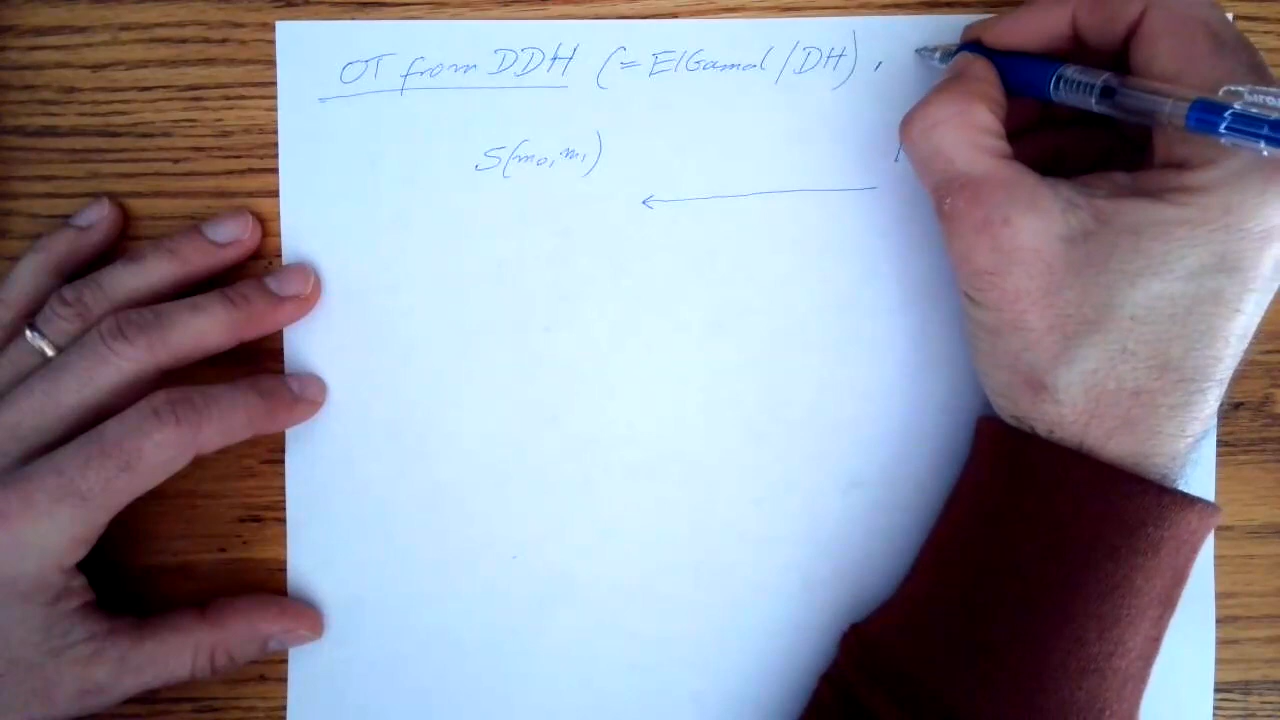 OT from DDH (= ElGamal / DH),
S(m₀, m₁)